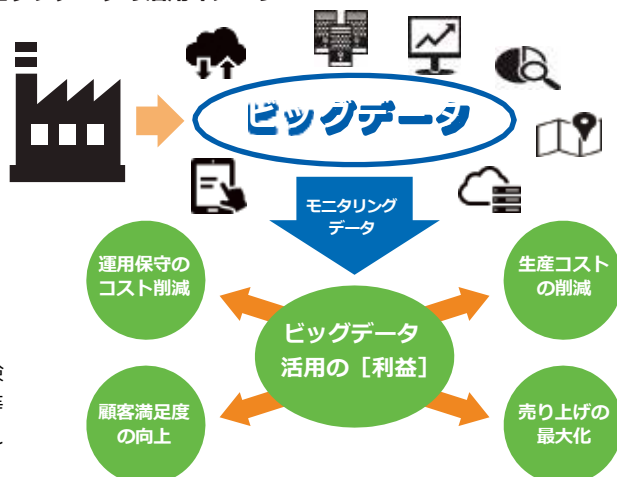 ビッグデータ
モニタリング
データ
運用保守の
コスト削減
生産コスト
の削減
ビッグデータ
活用の［利益］
顧客満足度
の向上
売り上げの
最大化